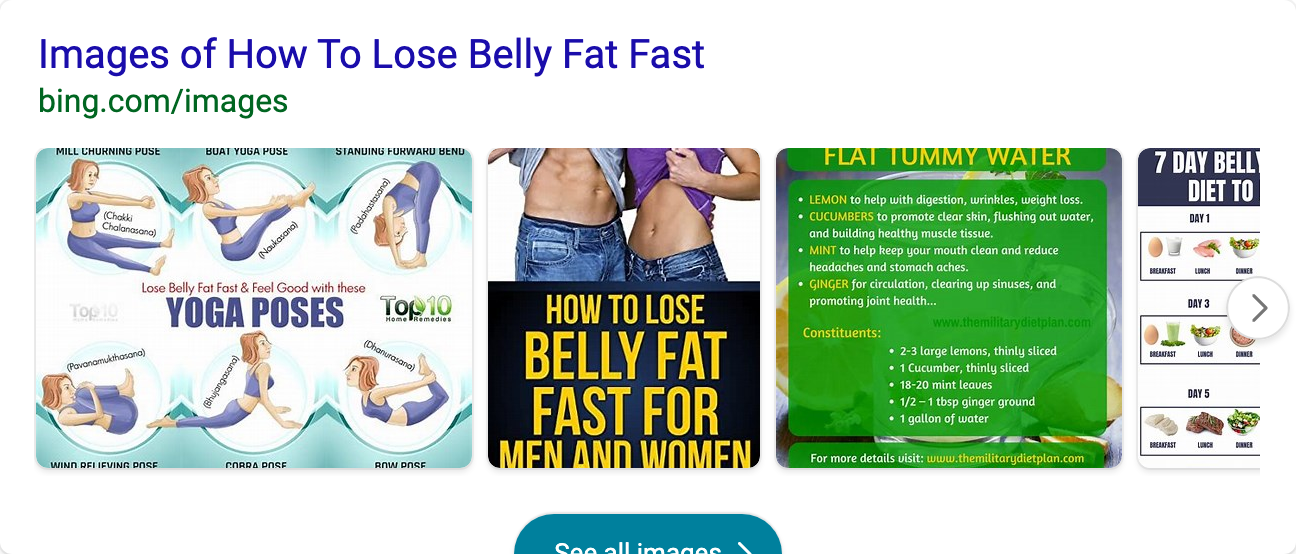 Images of How To Lose Belly Fat Fast
bing.com/images
MILL CHURNING POSE
BOAT YOGA POSE
STANDING FORWARD BEND
(Chakki
Chalanasana)
(Naukasana)
(Padahastasana)
Lose Belly Fat Fast & Feel Good with these
YOGA POSES
Top10
Top10
Home Remedies
(Pavanamukthasana)
(Bhujangasana)
(Dhanurasana)
WIND RELIEVING POSE
COBRA POSE
BOW POSE
HOW TO LOSE
BELLY FAT
FAST FOR
MEN AND WOMEN
FLAT TUMMY WATER
• LEMON to help with digestion, wrinkles, weight loss.
• CUCUMBERS to promote clear skin, flushing out water,
and building healthy muscle tissue.
• MINT to help keep your mouth clean and reduce
headaches and stomach aches.
• GINGER for circulation, clearing up sinuses, and
promoting joint health...
www.themilitarydietplan.com
Constituents:
• 2-3 large lemons, thinly sliced
• 1 Cucumber, thinly sliced
• 18-20 mint leaves
• 1/2 – 1 tbsp ginger ground
• 1 gallon of water
For more details visit: www.themilitarydietplan.com
7 DAY BELLY
DIET TO
DAY 1
BREAKFAST LUNCH DINNER
DAY 3
BREAKFAST LUNCH DINNER
DAY 5
BREAKFAST LUNCH DINNER
See all images